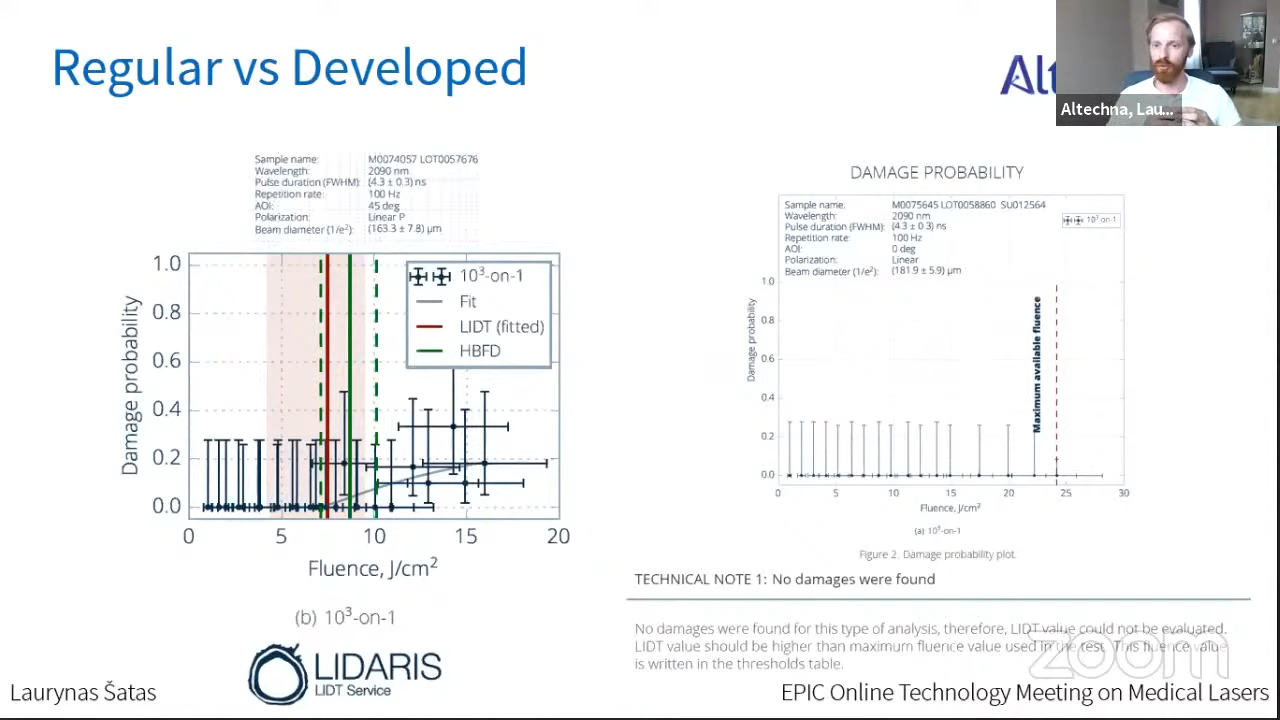 Regular vs Developed
Alt
Altechna, Lau...
Sample name: M0074057 LOT0057676
Wavelength: 2090 nm
Pulse duration (FWHM): (4.3 ± 0.3) ns
Repetition rate: 100 Hz
AOI: 45 deg
Polarization: Linear P
Beam diameter (1/e²): (163.3 ± 7.8) µm
1.0
0.8
0.6
0.4
0.2
0.0
Damage probability
10³-on-1
Fit
LIDT (fitted)
HBFD
0 5 10 15 20
Fluence, J/cm²
(b) 10³-on-1
LIDARIS
LIDT Service
DAMAGE PROBABILITY
Sample name: M0075645 LOT0058860 SU012564
Wavelength: 2090 nm
Pulse duration (FWHM): (4.3 ± 0.3) ns
Repetition rate: 100 Hz
AOI: 0 deg
Polarization: Linear
Beam diameter (1/e²): (181.9 ± 5.9) µm
10³-on-1
1.0
0.8
0.6
0.4
0.2
0.0
Damage probability
Maximum available fluence
0 5 10 15 20 25 30
Fluence, J/cm²
(a) 10³-on-1
Figure 2. Damage probability plot.
TECHNICAL NOTE 1: No damages were found
No damages were found for this type of analysis, therefore, LIDT value could not be evaluated.
LIDT value should be higher than maximum fluence value used in the test. This fluence value
is written in the thresholds table.
zoom
Laurynas Šatas
EPIC Online Technology Meeting on Medical Lasers